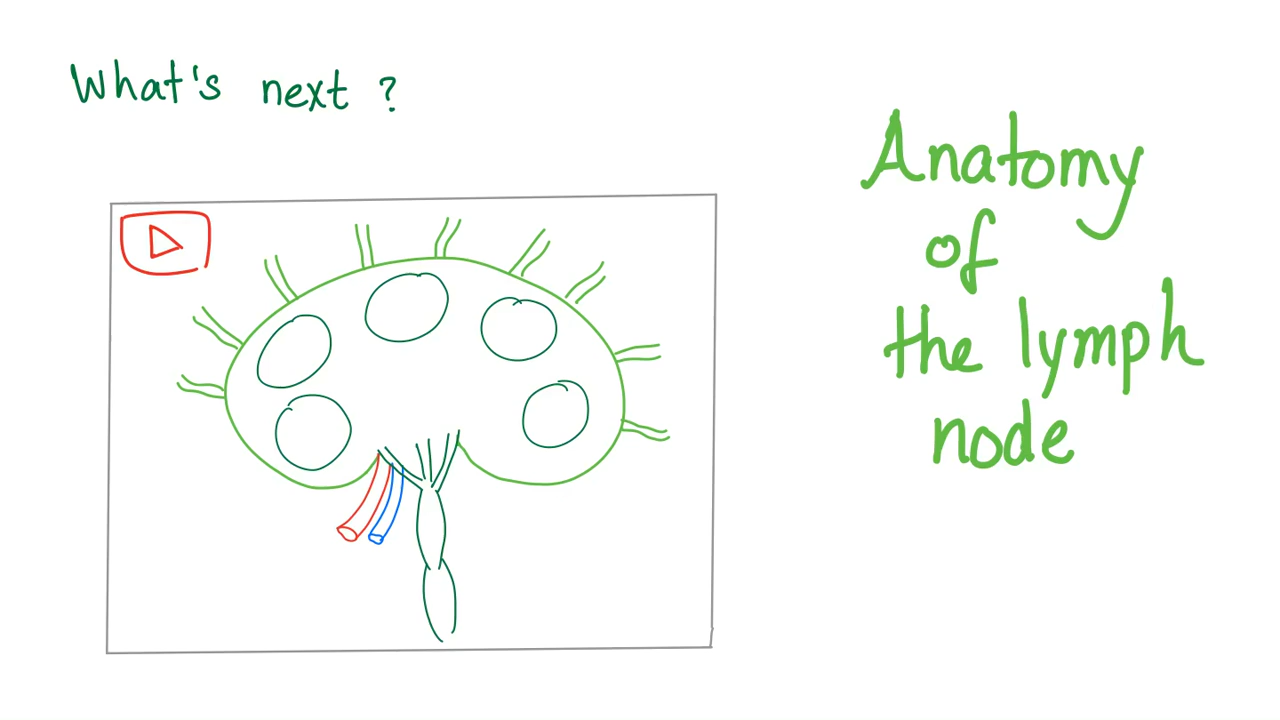 What's next ?
Anatomy
of
the lymph
node